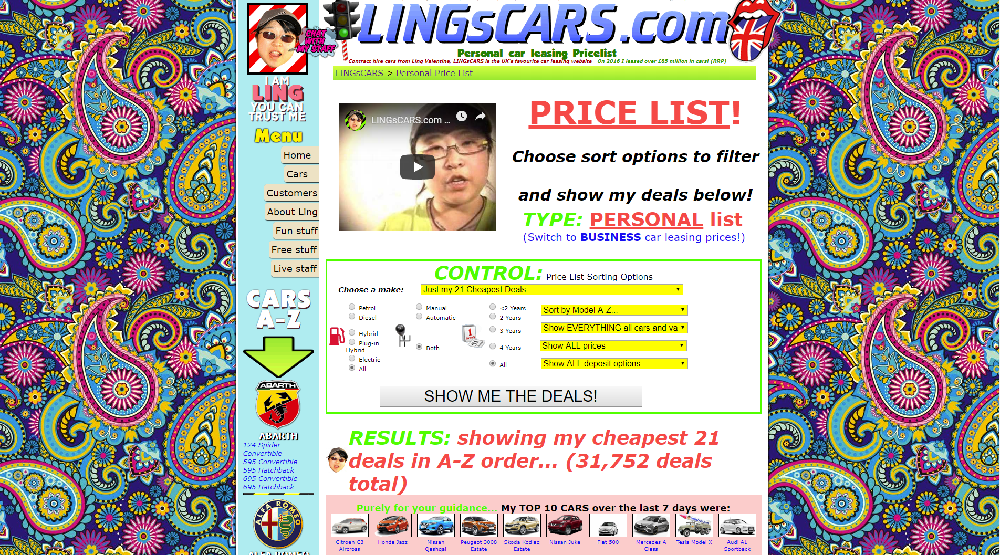 CHAT
WITH
MY STAFF
I AM
LING
YOU CAN
TRUST ME
Menu
Home
Cars
Customers
About Ling
Fun stuff
Free stuff
Live staff
CARS
A-Z
ABARTH
ABARTH
124 Spider
Convertible
595 Convertible
595 Hatchback
695 Convertible
695 Hatchback
ALFA ROMEO
ALFA ROMEO
LINGsCARS.com
Personal car leasing Pricelist
Contract hire cars from Ling Valentine, LINGsCARS is the UK's favourite car leasing website - On 2016 I leased over £85 million in cars! (RRP)
LINGsCARS > Personal Price List
LINGsCARS.com ...
PRICE LIST!
Choose sort options to filter
and show my deals below!
TYPE: PERSONAL list
(Switch to BUSINESS car leasing prices!)
CONTROL: Price List Sorting Options
Choose a make: Just my 21 Cheapest Deals
Petrol
Diesel
Hybrid
Plug-in
Hybrid
Electric
All
Manual
Automatic
Both
1
<2 Years
2 Years
3 Years
4 Years
All
Sort by Model A-Z...
Show EVERYTHING all cars and va
Show ALL prices
Show ALL deposit options
SHOW ME THE DEALS!
RESULTS: showing my cheapest 21
deals in A-Z order... (31,752 deals
total)
Purely for your guidance... My TOP 10 CARS over the last 7 days were:
Citroen C3
Aircross
Honda Jazz
Nissan
Qashqai
Peugeot 3008
Estate
Skoda Kodiaq
Estate
Nissan Juke
Fiat 500
Mercedes A
Class
LINGsCARS.com
Tesla Model X
Audi A1
Sportback